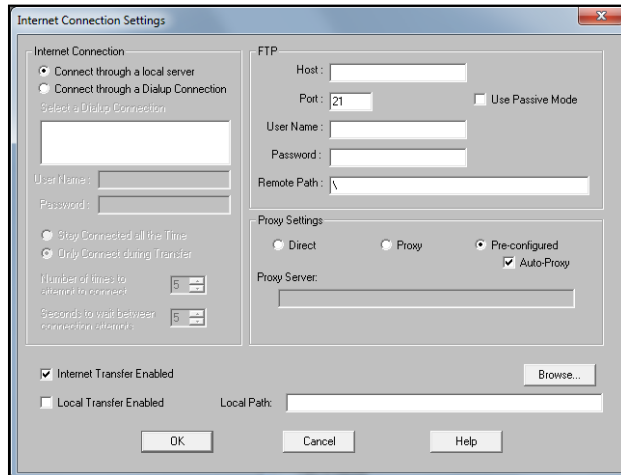 Internet Connection Settings
Internet Connection
Connect through a local server
Connect through a Dialup Connection
Select a Dialup Connection
User Name :
Password :
Stay Connected all the Time
Only Connect during Transfer
Number of times to
attempt to connect
5
Seconds to wait between
connection attempts
5
FTP
Host :
Port : 21
Use Passive Mode
User Name :
Password :
Remote Path : \
Proxy Settings
Direct
Proxy
Pre-configured
Auto-Proxy
Proxy Server:
Internet Transfer Enabled
Browse...
Local Transfer Enabled
Local Path:
OK
Cancel
Help